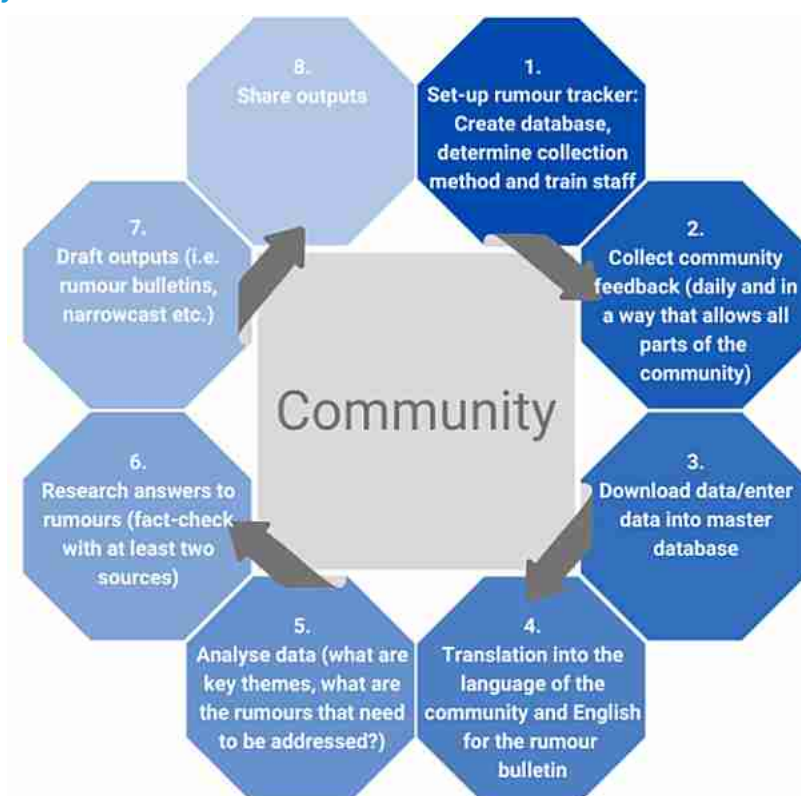 1.
Set-up rumour tracker:
Create database,
determine collection
method and train staff
2.
Collect community
feedback (daily and in
a way that allows all
parts of the
community)
3.
Download data/enter
data into master
database
4.
Translation into the
language of the
community and English
for the rumour
bulletin
5.
Analyse data (what are
key themes, what are
the rumours that need
to be addressed?)
6.
Research answers to
rumours (fact-check
with at least two
sources)
7.
Draft outputs (i.e.
rumour bulletins,
narrowcast etc.)
8.
Share outputs
Community